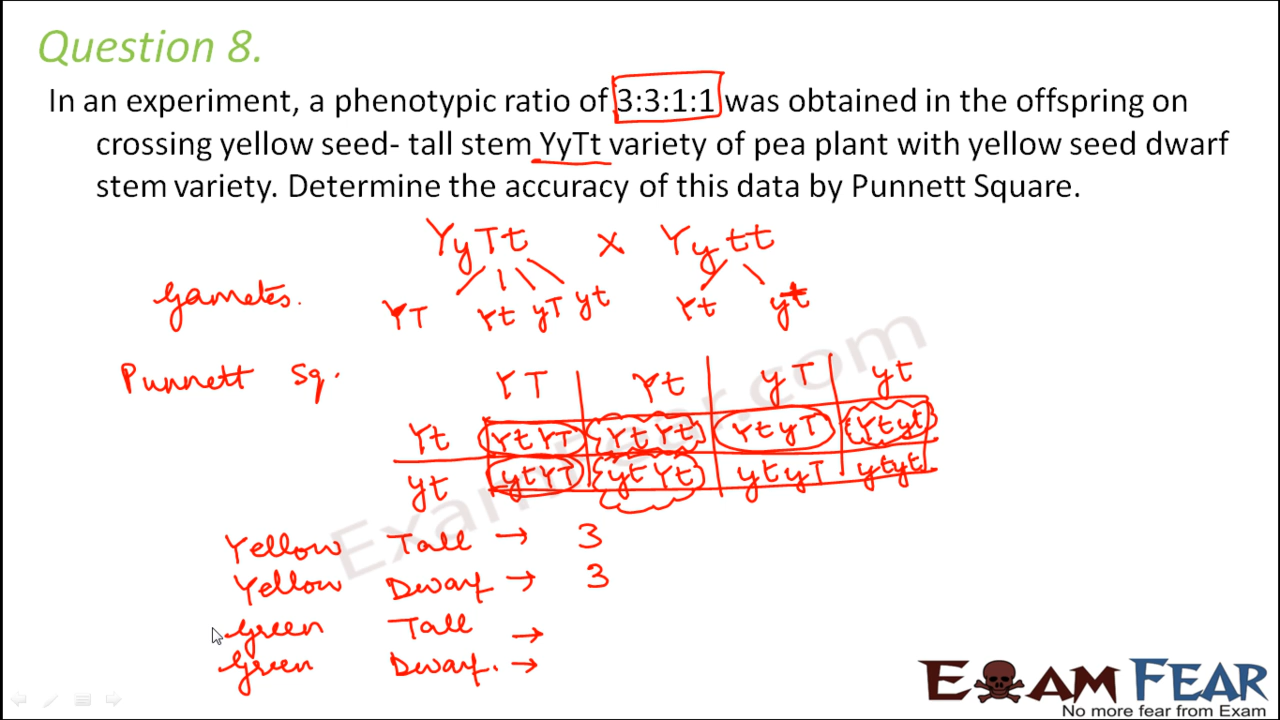 Question 8.
In an experiment, a phenotypic ratio of 3:3:1:1 was obtained in the offspring on
crossing yellow seed- tall stem YyTt variety of pea plant with yellow seed dwarf
stem variety. Determine the accuracy of this data by Punnett Square.
YyTt x Yytt
Gametes. YT Yt yT yt Yt yt
Punnett Sq. YT Yt yT yt
Yt YtYT YtYt YtyT Ytyt
yt ytYT ytYt ytyT ytyt
Yellow Tall → 3
Yellow Dwarf → 3
Green Tall →
Green Dwarf. →
Examfear.com
EXAM FEAR
No more fear from Exam